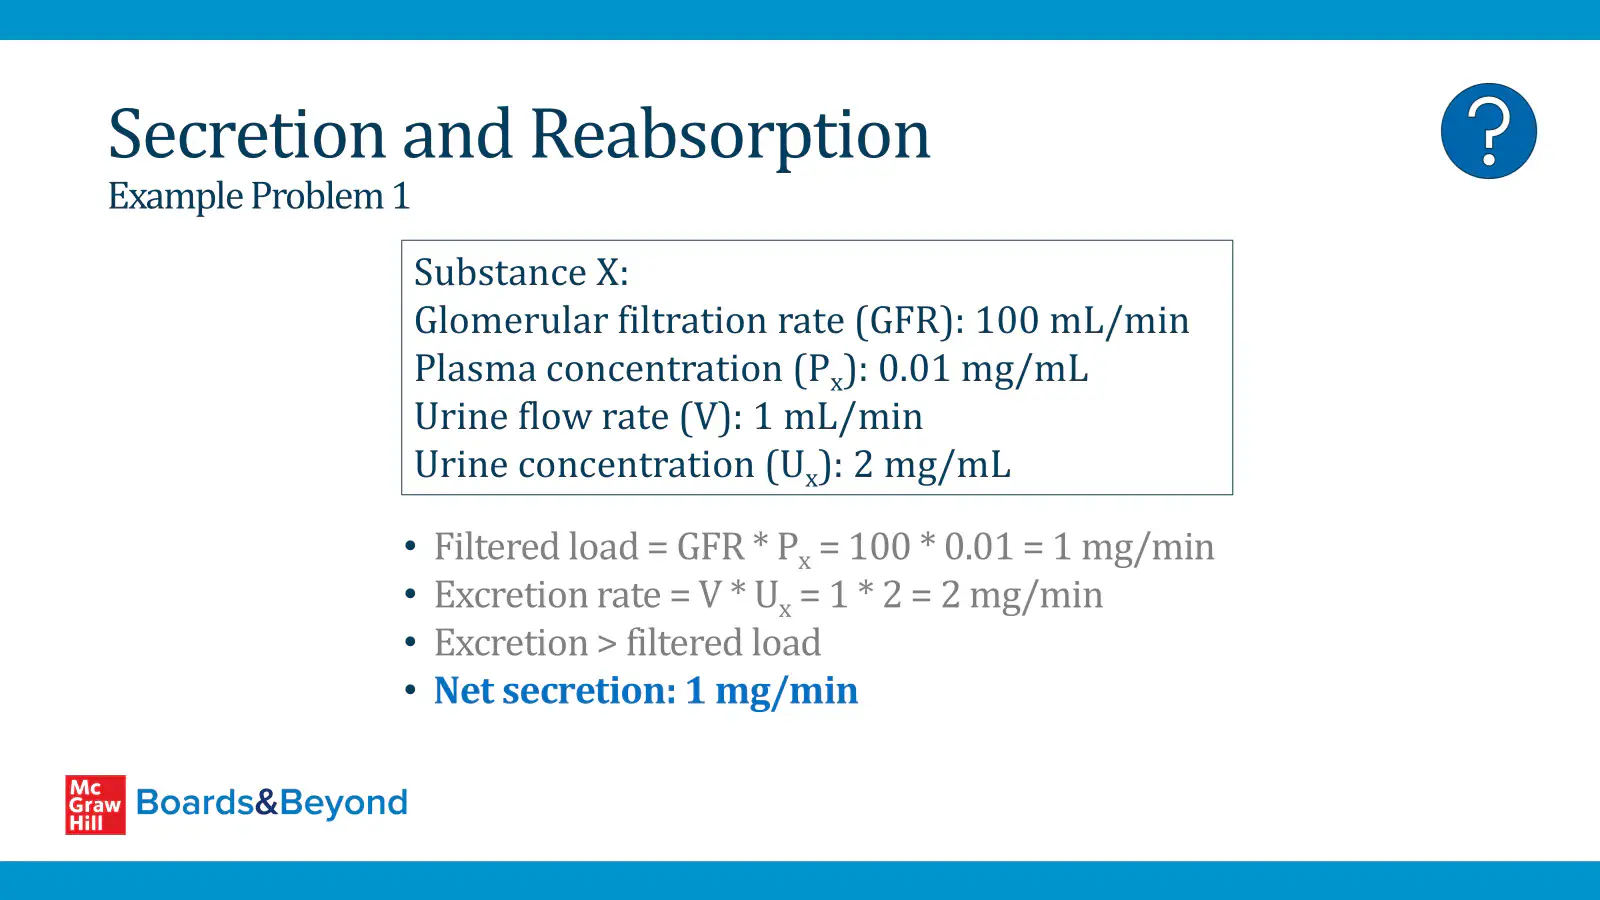 Secretion and Reabsorption
Example Problem 1
?
Substance X:
Glomerular filtration rate (GFR): 100 mL/min
Plasma concentration (Px): 0.01 mg/mL
Urine flow rate (V): 1 mL/min
Urine concentration (Ux): 2 mg/mL
• Filtered load = GFR * Px = 100 * 0.01 = 1 mg/min
• Excretion rate = V * Ux = 1 * 2 = 2 mg/min
• Excretion > filtered load
• Net secretion: 1 mg/min
Mc
Graw
Hill
Boards&Beyond